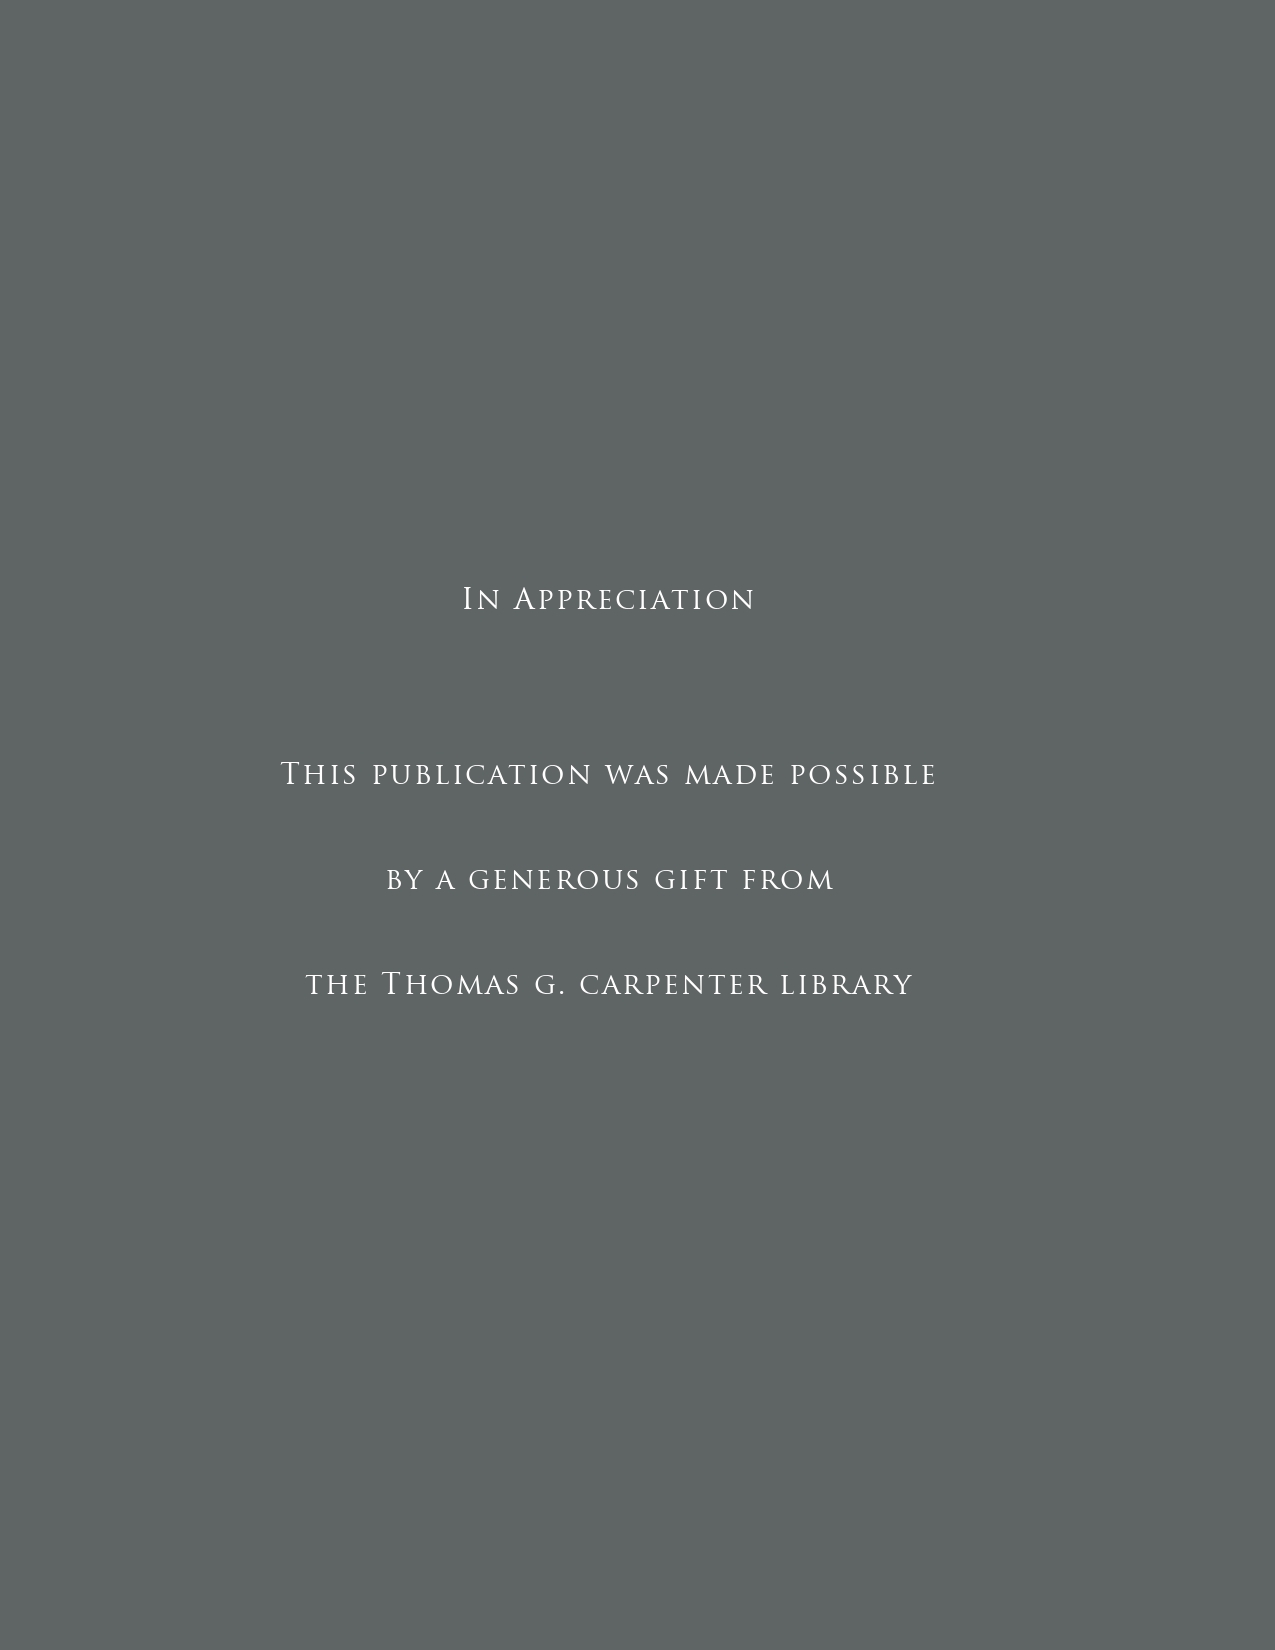 In Appreciation
This publication was made possible
by a generous gift from
the Thomas g. carpenter library